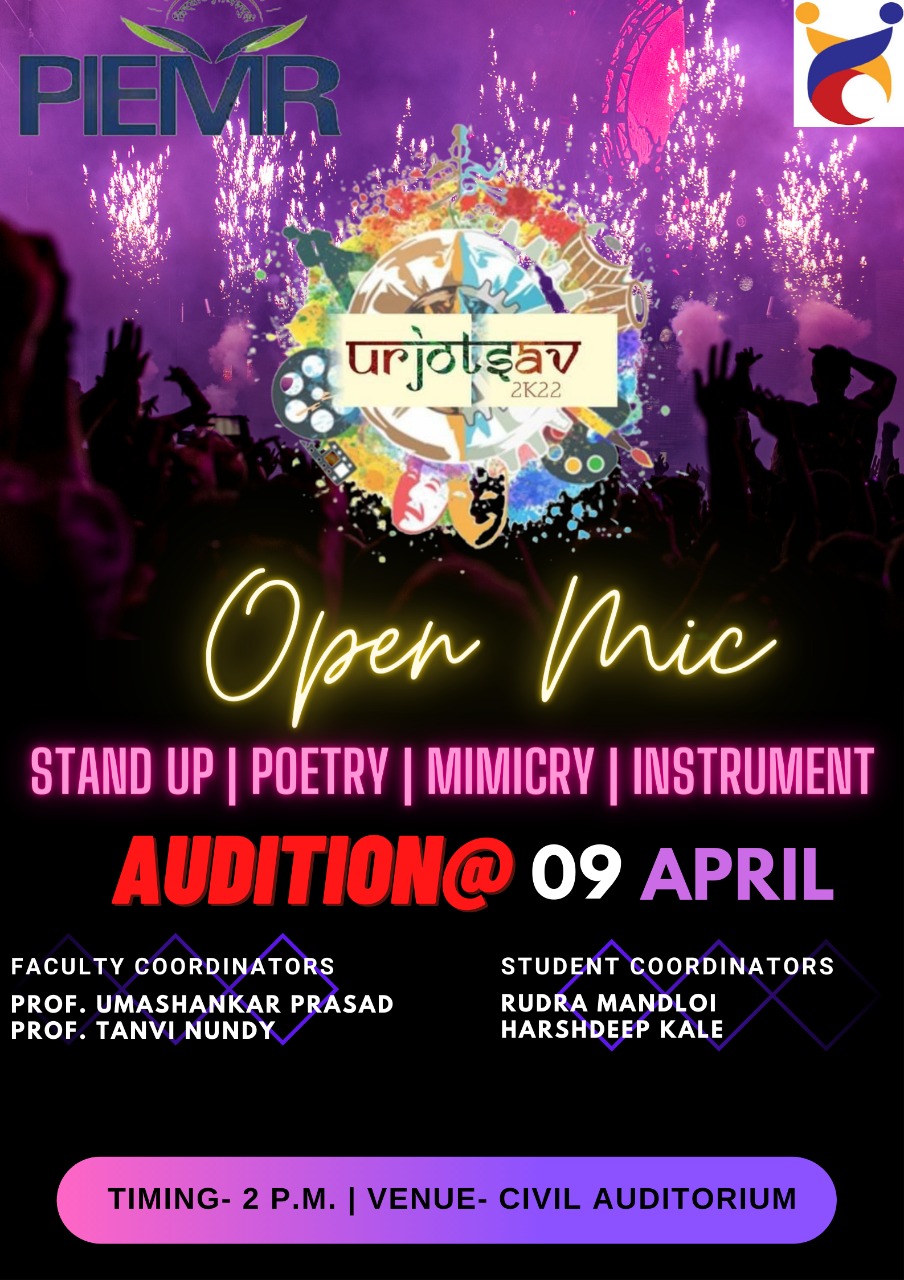 PIEMR
urjotsav
2K22
Open Mic
STAND UP | POETRY | MIMICRY | INSTRUMENT
AUDITION@ 09 APRIL
FACULTY COORDINATORS
PROF. UMASHANKAR PRASAD
PROF. TANVI NUNDY
STUDENT COORDINATORS
RUDRA MANDLOI
HARSHDEEP KALE
TIMING- 2 P.M. | VENUE- CIVIL AUDITORIUM